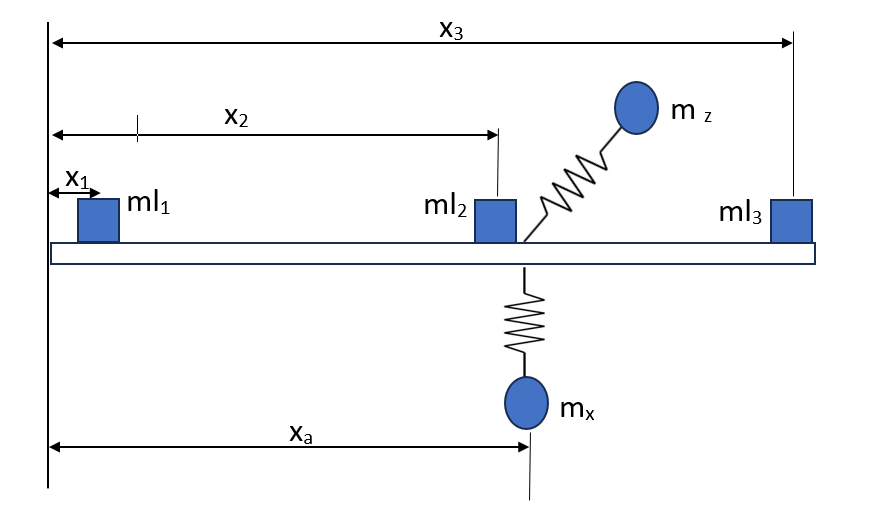 x₃
x₂
m z
x₁
ml₁
ml₂
ml₃
mₓ
xₐ